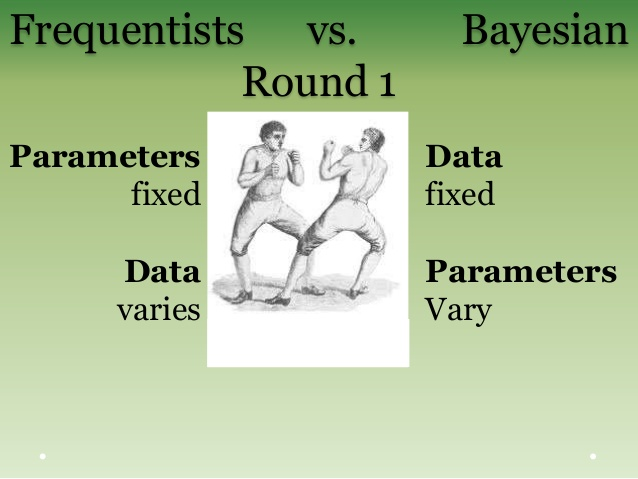 Frequentists vs. Bayesian
Round 1
Parameters
fixed
Data
varies
Data
fixed
Parameters
Vary